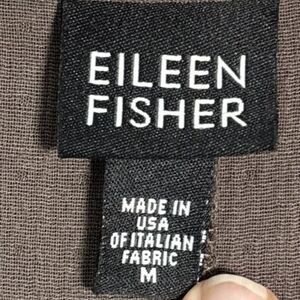 EILEEN
FISHER
MADE IN
USA
OF ITALIAN
FABRIC
M